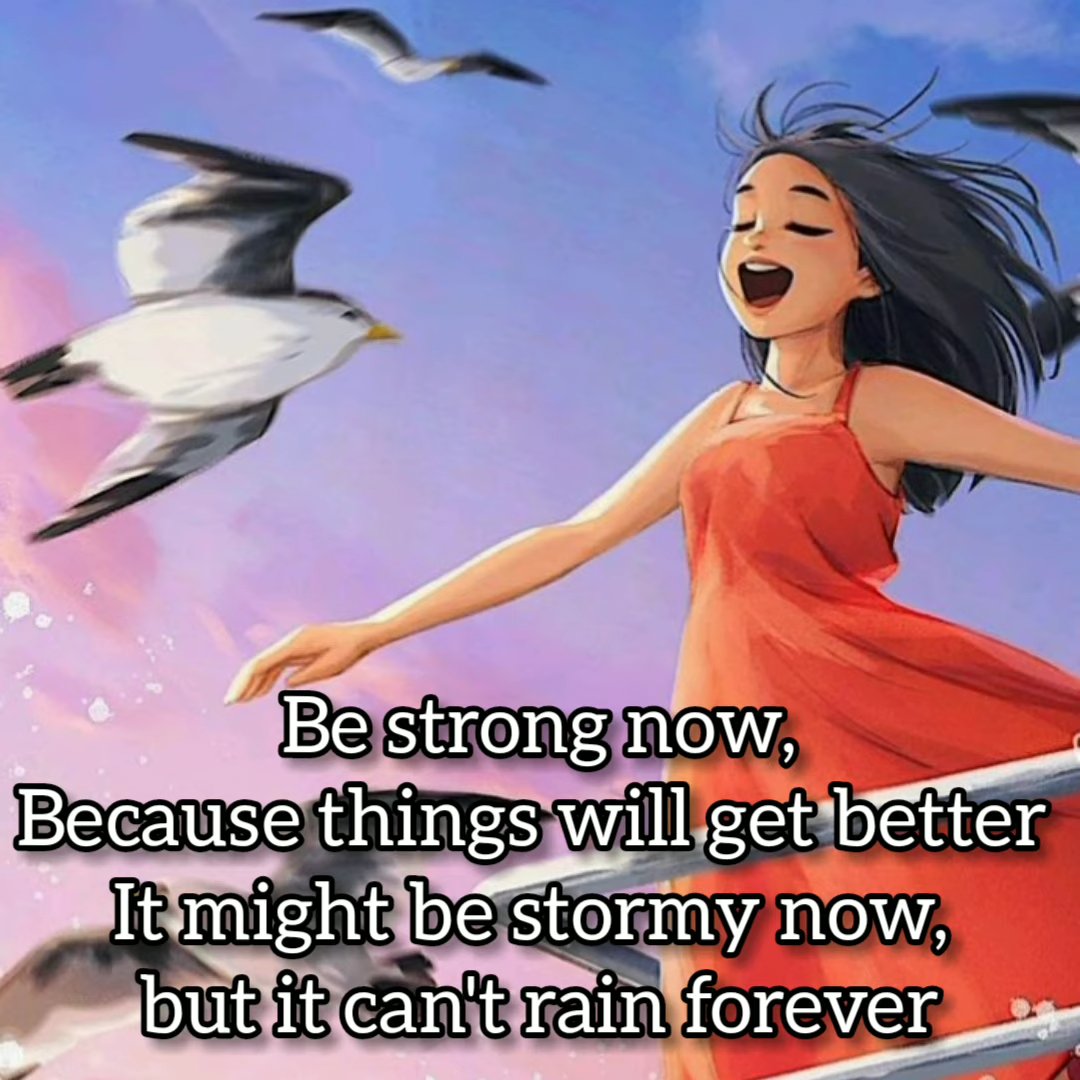 Be strong now,
Because things will get better
It might be stormy now,
but it can't rain forever